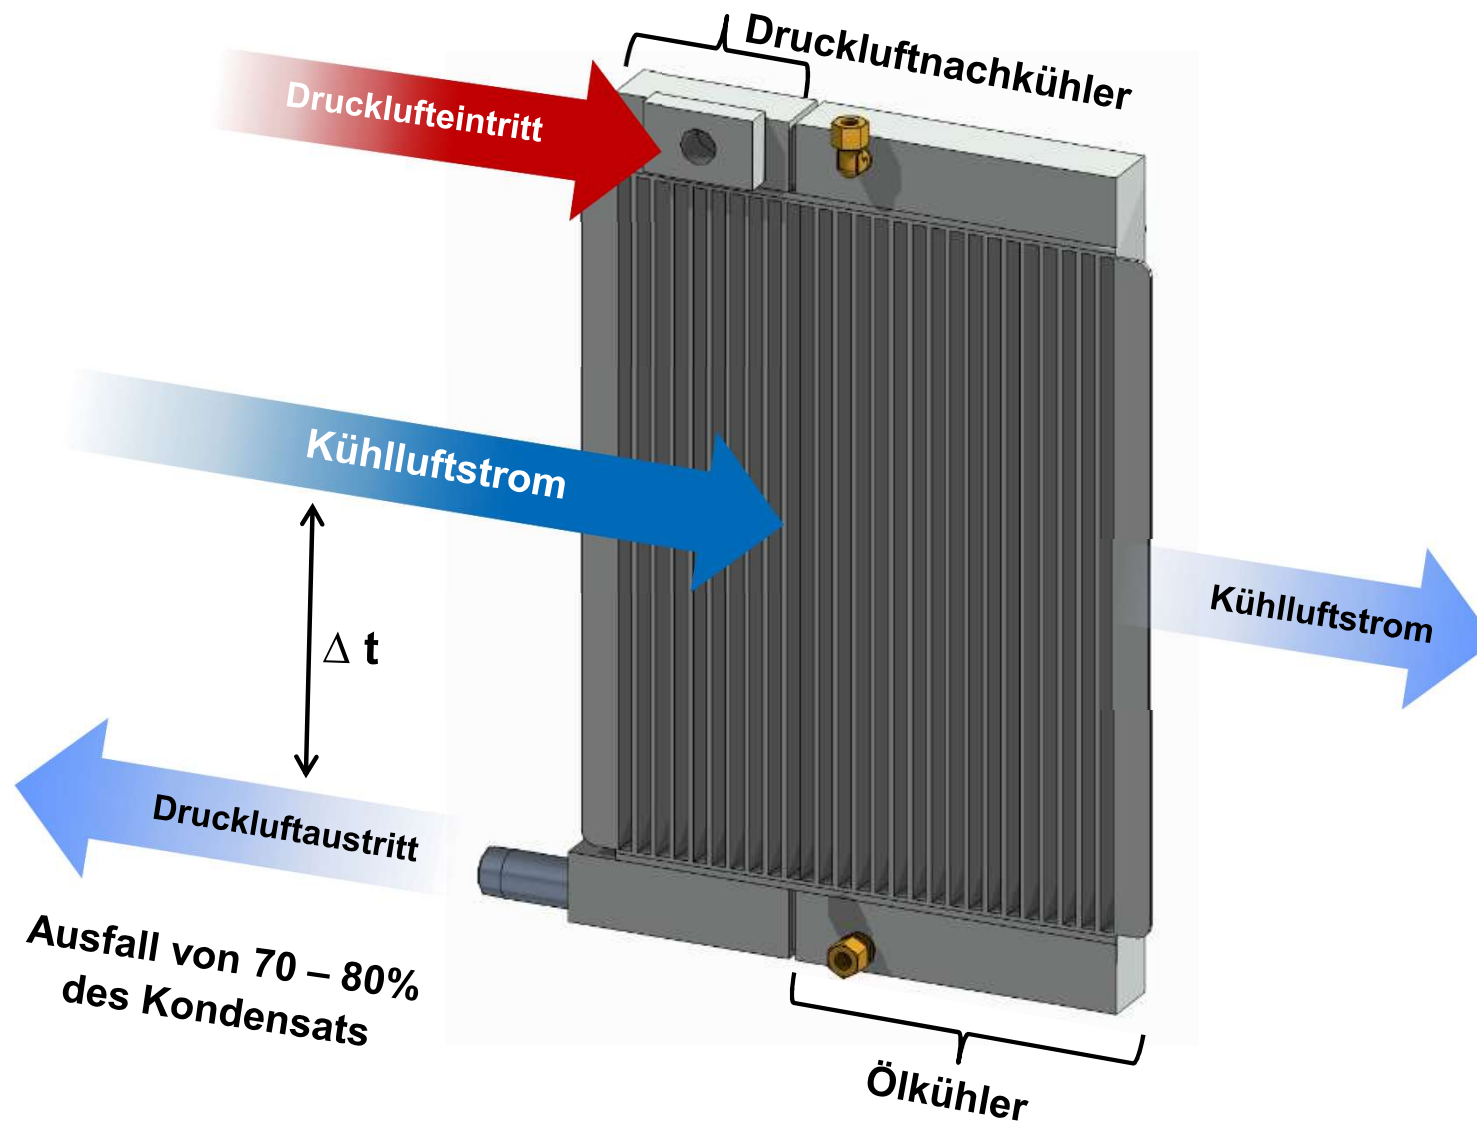 Druckluftnachkühler
Drucklufteintritt
Kühlluftstrom
Kühlluftstrom
Δ t
Druckluftaustritt
Ausfall von 70 – 80%
des Kondensats
Ölkühler